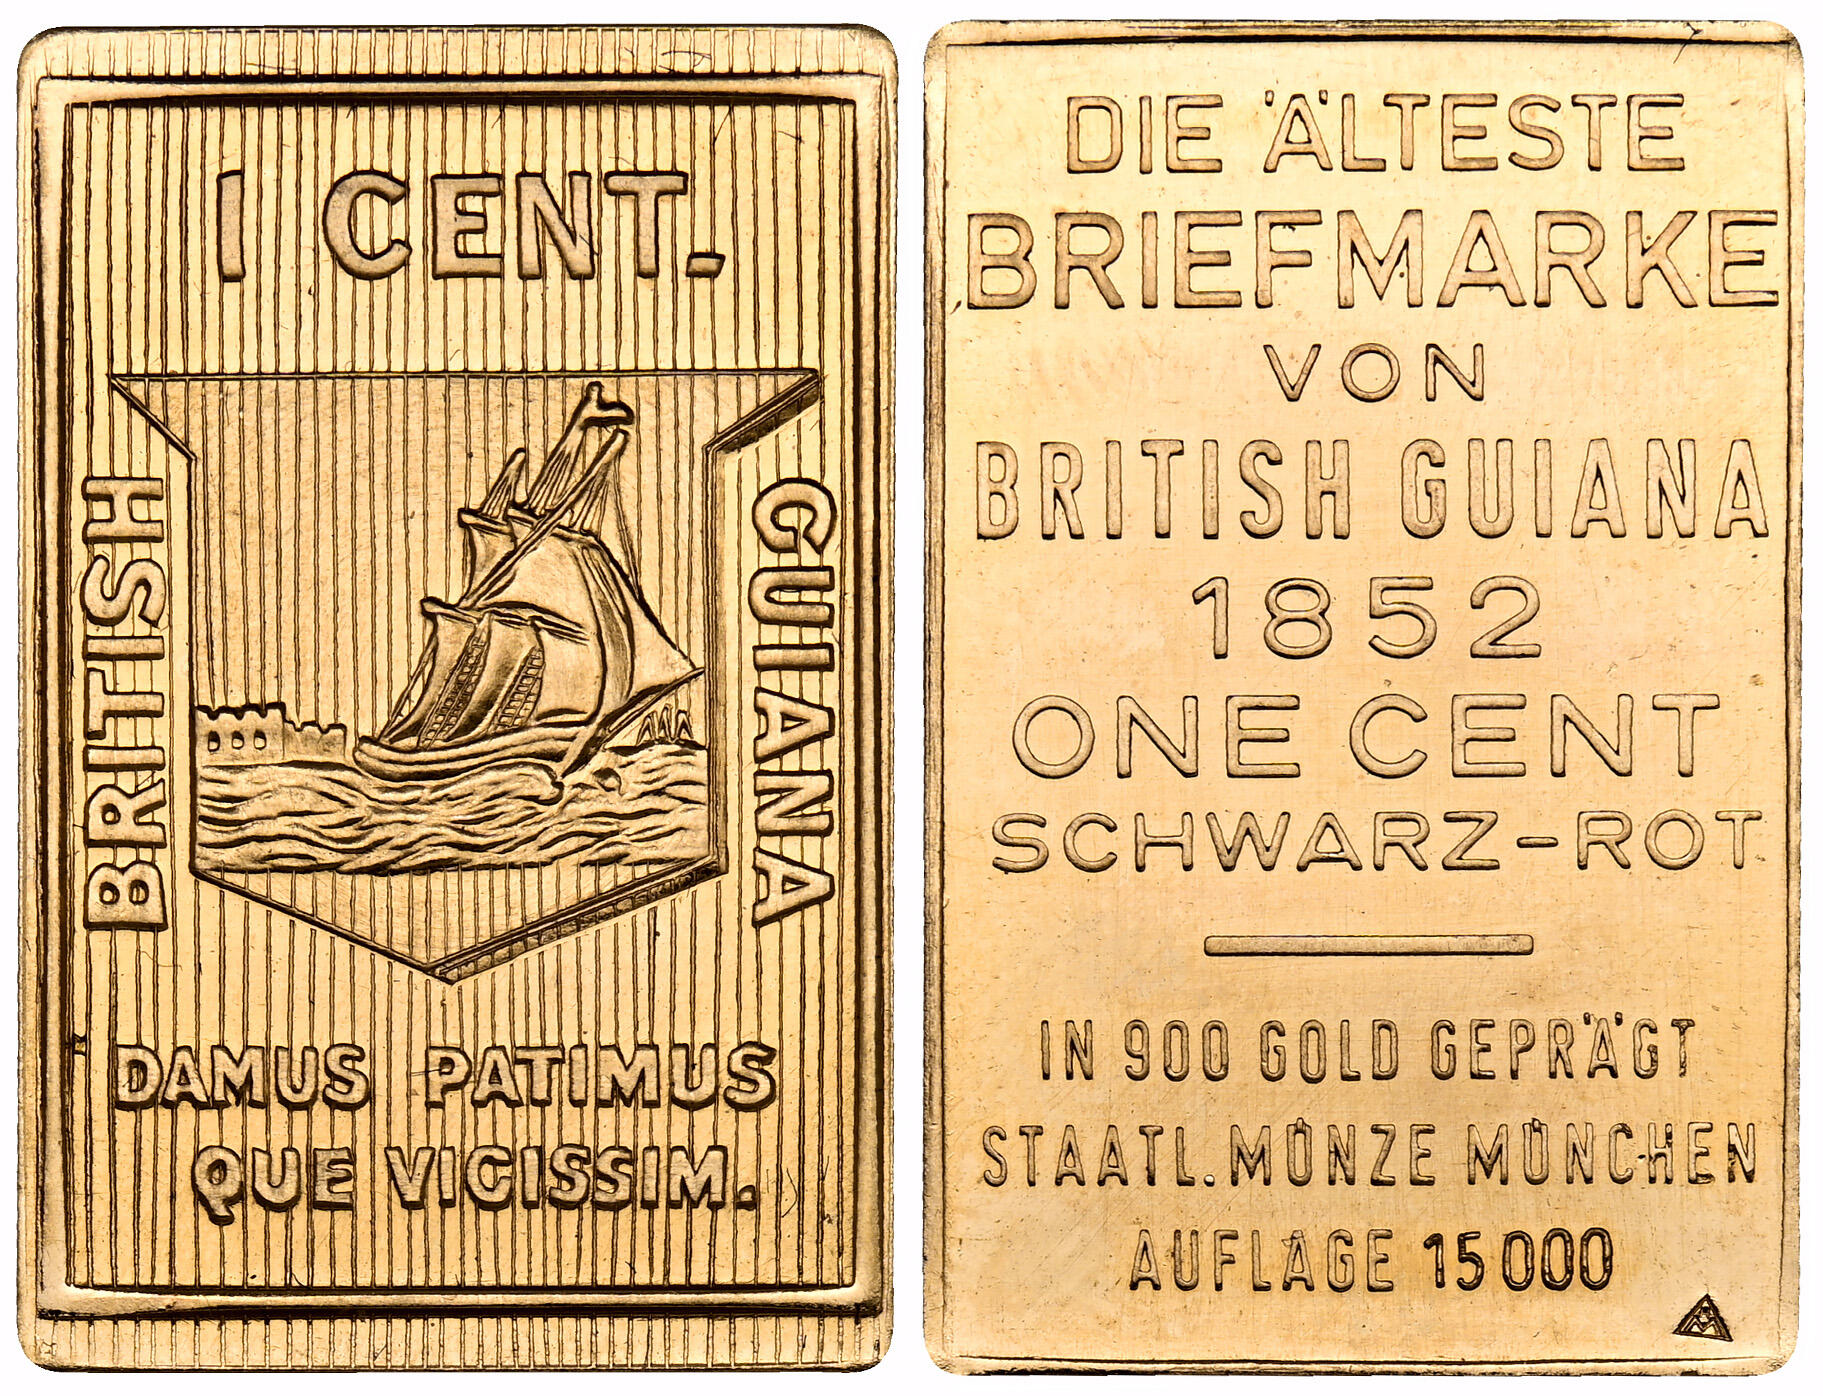 1 CENT.
BRITISH
GUIANA
DAMUS PATIMUS
QUE VICISSIM.
DIE ÄLTESTE
BRIEFMARKE
VON
BRITISH GUIANA
1852
ONE CENT
SCHWARZ-ROT
IN 900 GOLD GEPRÄGT
STAATL. MÜNZE MÜNCHEN
AUFLAGE 15000